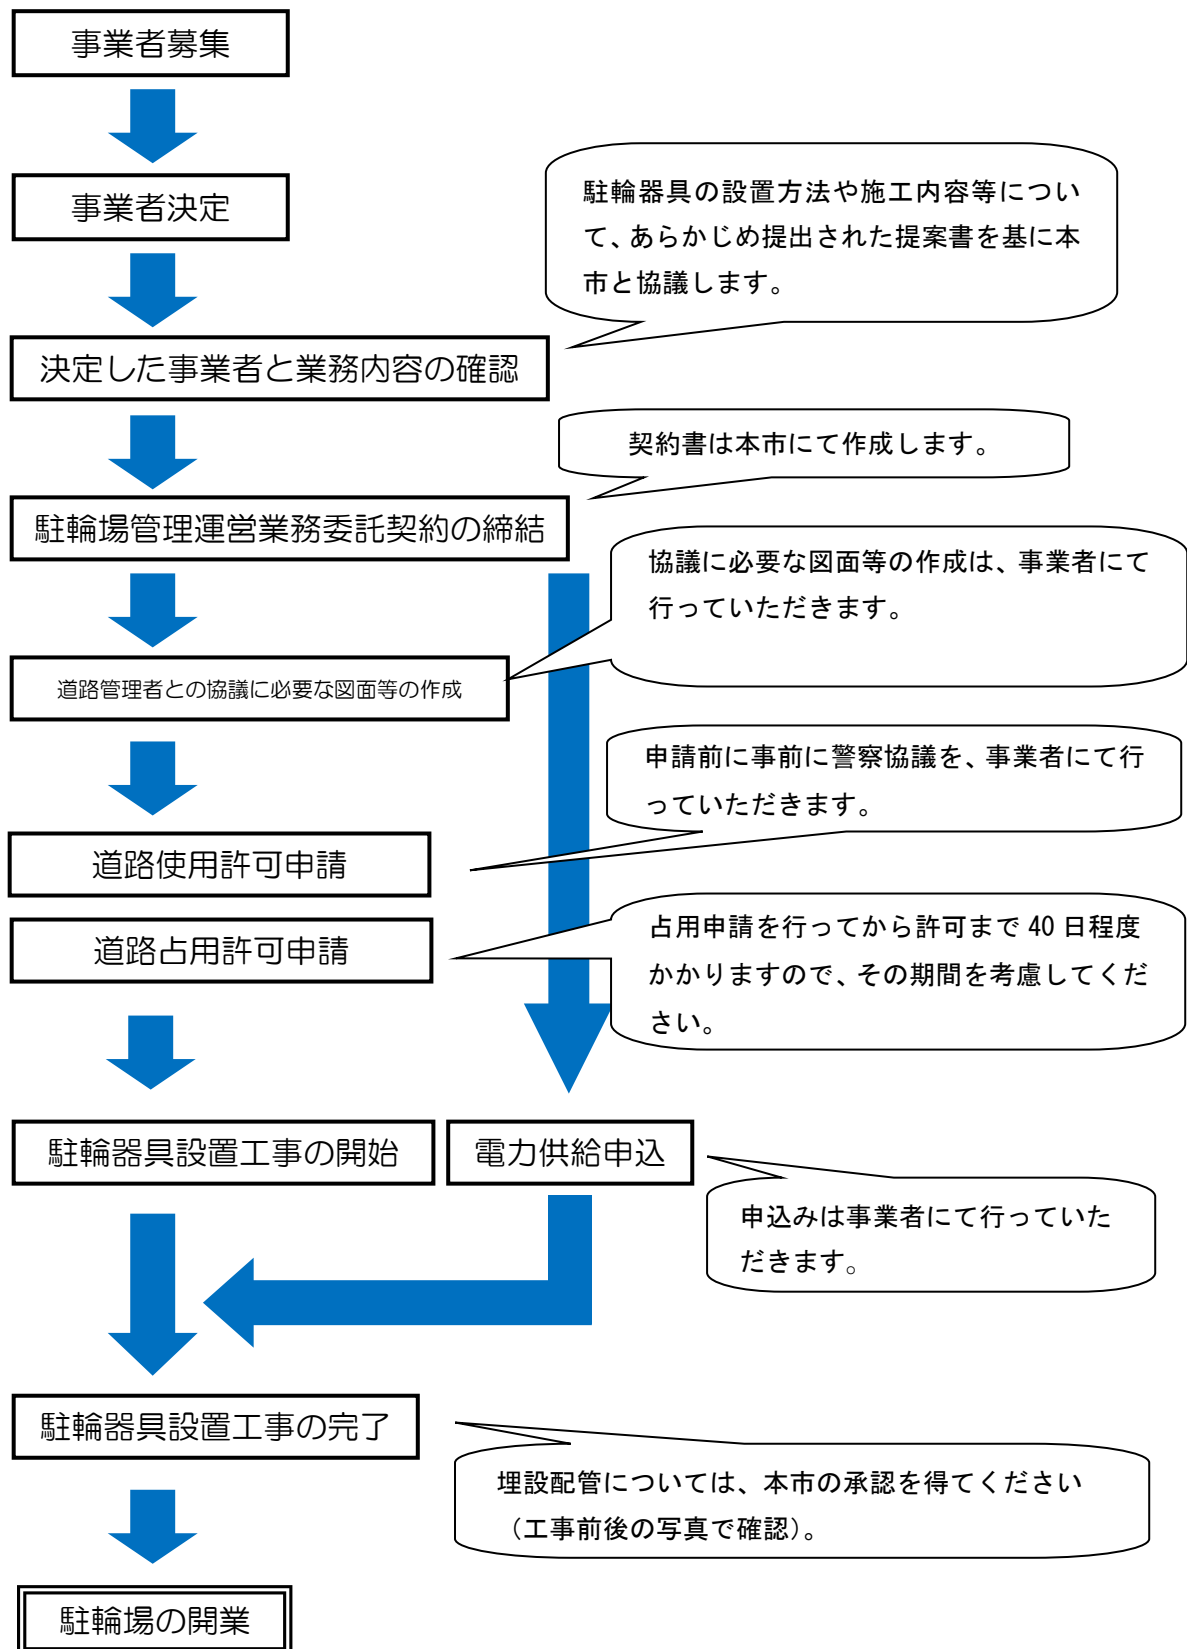 事業者募集
事業者決定
駐輪器具の設置方法や施工内容等につい
て、あらかじめ提出された提案書を基に本
市と協議します。
決定した事業者と業務内容の確認
契約書は本市にて作成します。
駐輪場管理運営業務委託契約の締結
協議に必要な図面等の作成は、事業者にて
行っていただきます。
道路管理者との協議に必要な図面等の作成
申請前に事前に警察協議を、事業者にて行
っていただきます。
道路使用許可申請
道路占用許可申請
占用申請を行ってから許可まで 40 日程度
かかりますので、その期間を考慮してくだ
さい。
駐輪器具設置工事の開始
電力供給申込
申込みは事業者にて行っていた
だきます。
駐輪器具設置工事の完了
埋設配管については、本市の承認を得てください
（工事前後の写真で確認）。
駐輪場の開業